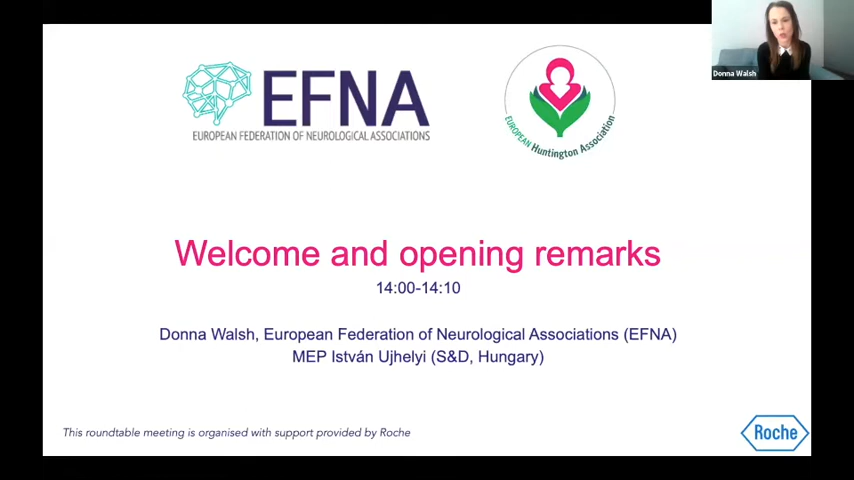 Donna Walsh
EFNA
EUROPEAN FEDERATION OF NEUROLOGICAL ASSOCIATIONS
EUROPEAN Huntington Association
Welcome and opening remarks
14:00-14:10
Donna Walsh, European Federation of Neurological Associations (EFNA)
MEP István Ujhelyi (S&D, Hungary)
This roundtable meeting is organised with support provided by Roche
Roche